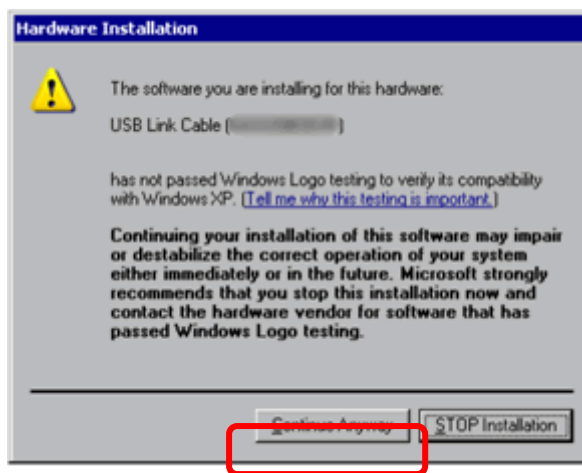 Hardware Installation
The software you are installing for this hardware:
USB Link Cable (
)
has not passed Windows Logo testing to verify its compatibility
with Windows XP. (Tell me why this testing is important.)
Continuing your installation of this software may impair
or destabilize the correct operation of your system
either immediately or in the future. Microsoft strongly
recommends that you stop this installation now and
contact the hardware vendor for software that has
passed Windows Logo testing.
Continue Anyway
STOP Installation